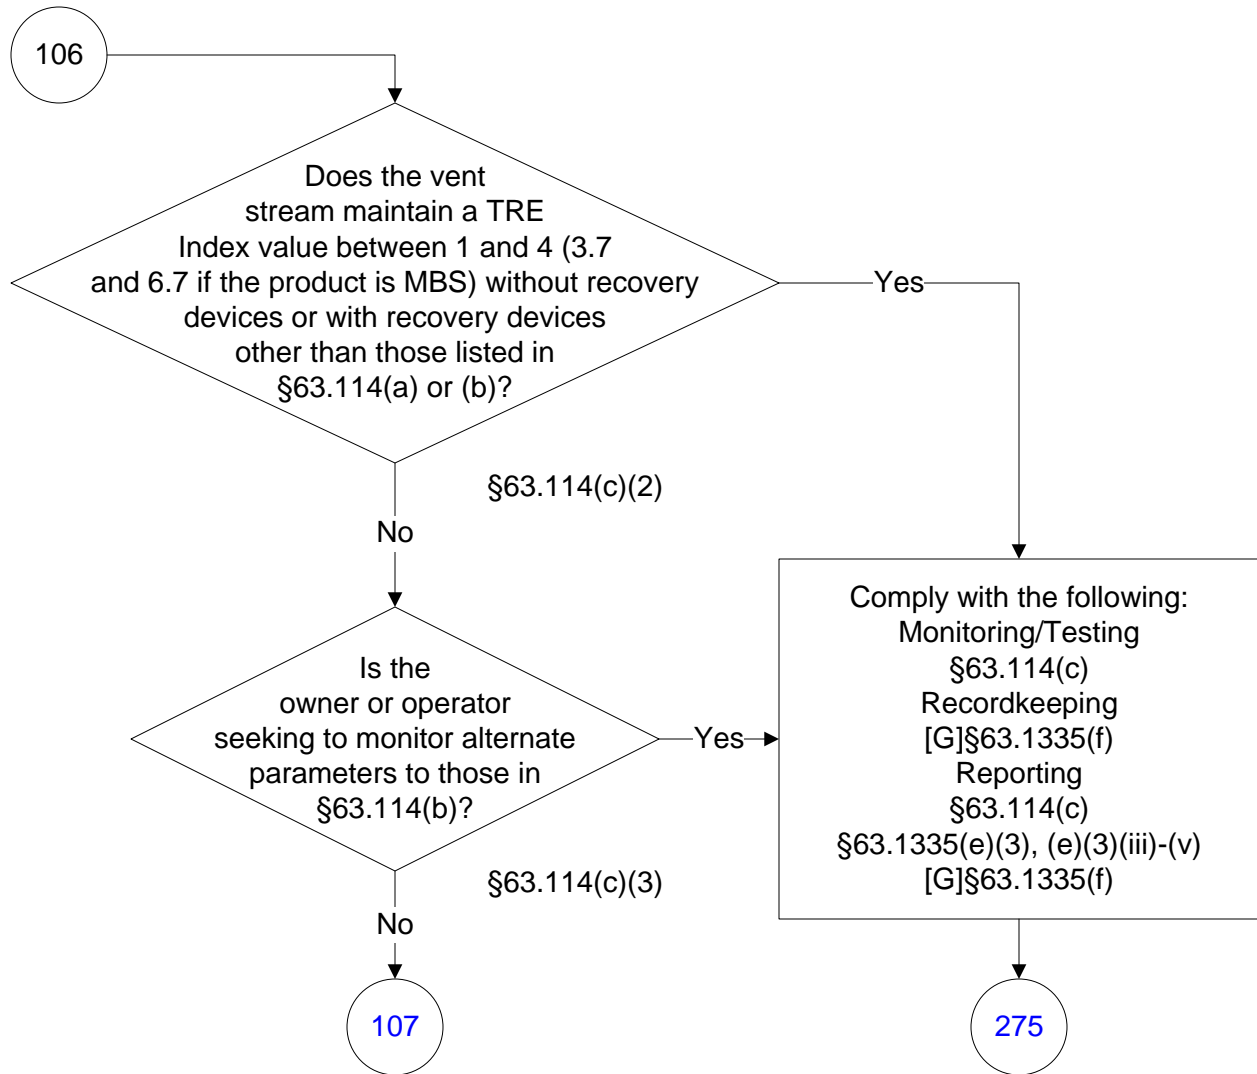 106
Does the vent
stream maintain a TRE
Index value between 1 and 4 (3.7
and 6.7 if the product is MBS) without recovery
devices or with recovery devices
other than those listed in
§63.114(a) or (b)?
Yes
§63.114(c)(2)
No
Is the
owner or operator
seeking to monitor alternate
parameters to those in
§63.114(b)?
Yes
Comply with the following:
Monitoring/Testing
§63.114(c)
Recordkeeping
[G]§63.1335(f)
Reporting
§63.114(c)
§63.1335(e)(3), (e)(3)(iii)-(v)
[G]§63.1335(f)
§63.114(c)(3)
No
107
275